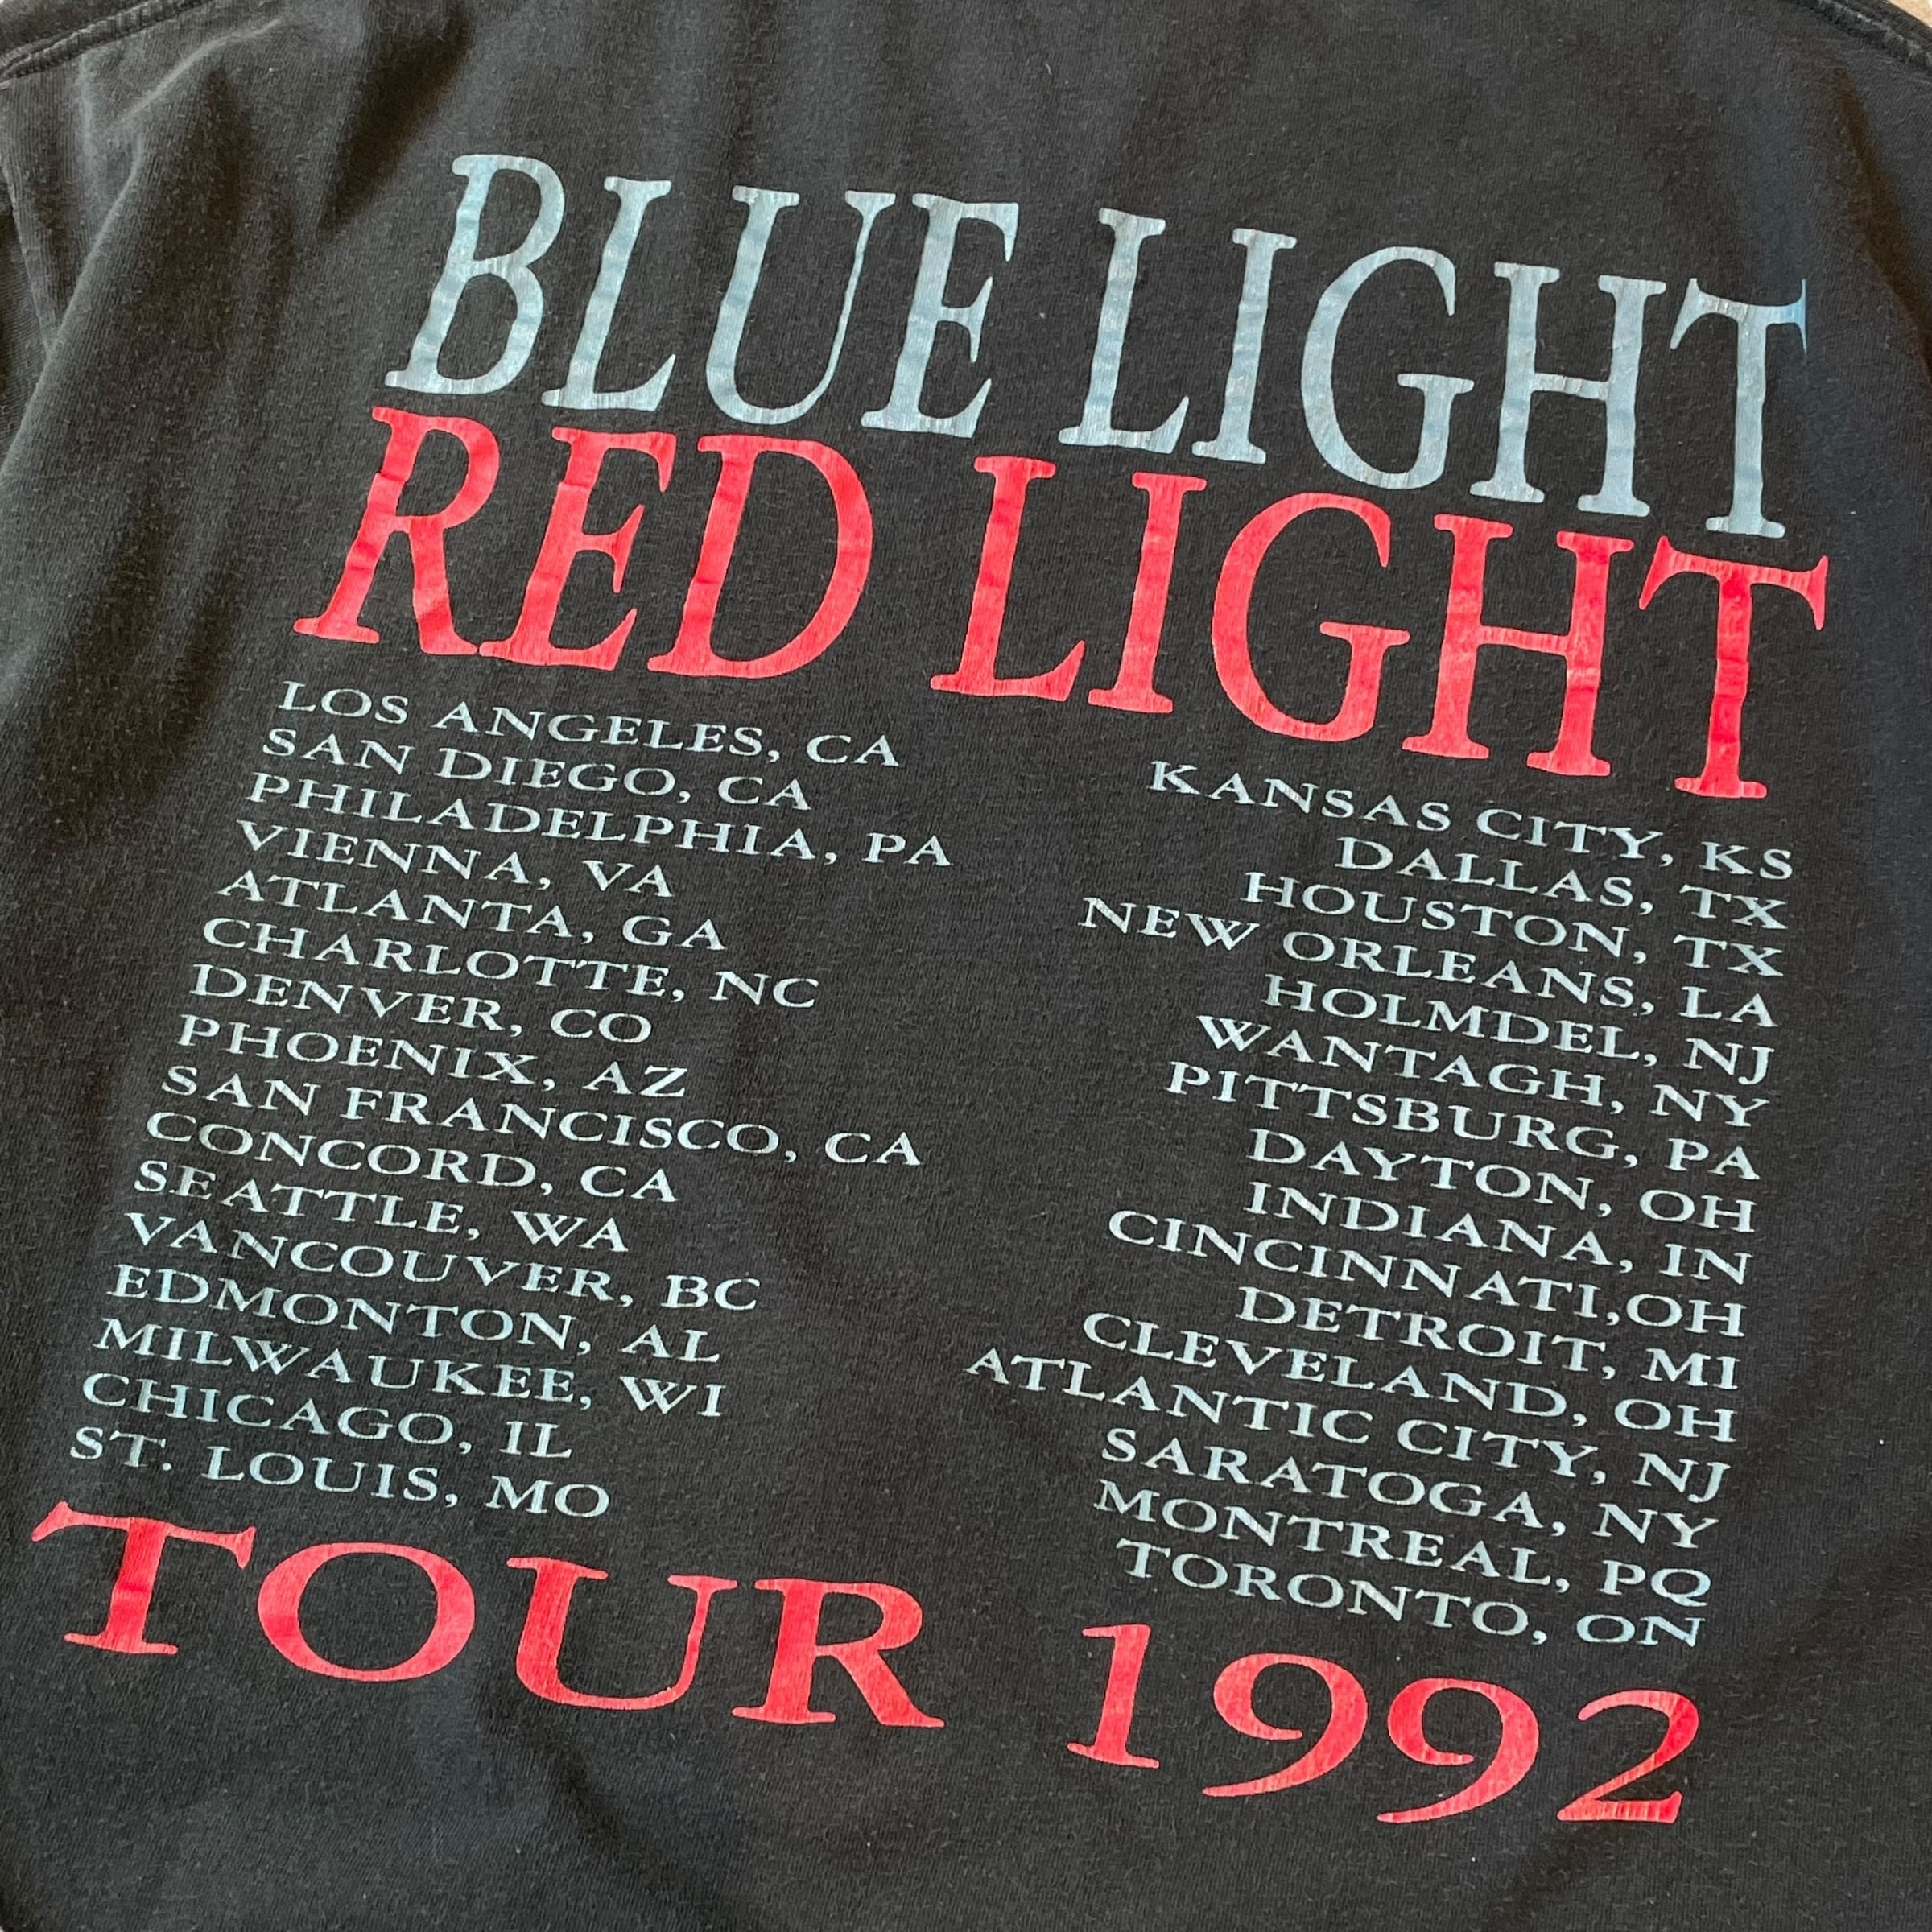 BLUE LIGHT
RED LIGHT
LOS ANGELES, CA
SAN DIEGO, CA
PHILADELPHIA, PA
VIENNA, VA
ATLANTA, GA
CHARLOTTE, NC
DENVER, CO
PHOENIX, AZ
SAN FRANCISCO, CA
CONCORD, CA
SEATTLE, WA
VANCOUVER, BC
EDMONTON, AL
MILWAUKEE, WI
CHICAGO, IL
ST. LOUIS, MO
KANSAS CITY, KS
DALLAS, TX
HOUSTON, TX
NEW ORLEANS, LA
HOLMDEL, NJ
WANTAGH, NY
PITTSBURG, PA
DAYTON, OH
INDIANA, IN
CINCINNATI,OH
DETROIT, MI
CLEVELAND, OH
ATLANTIC CITY, NJ
SARATOGA, NY
MONTREAL, PQ
TORONTO, ON
TOUR 1992